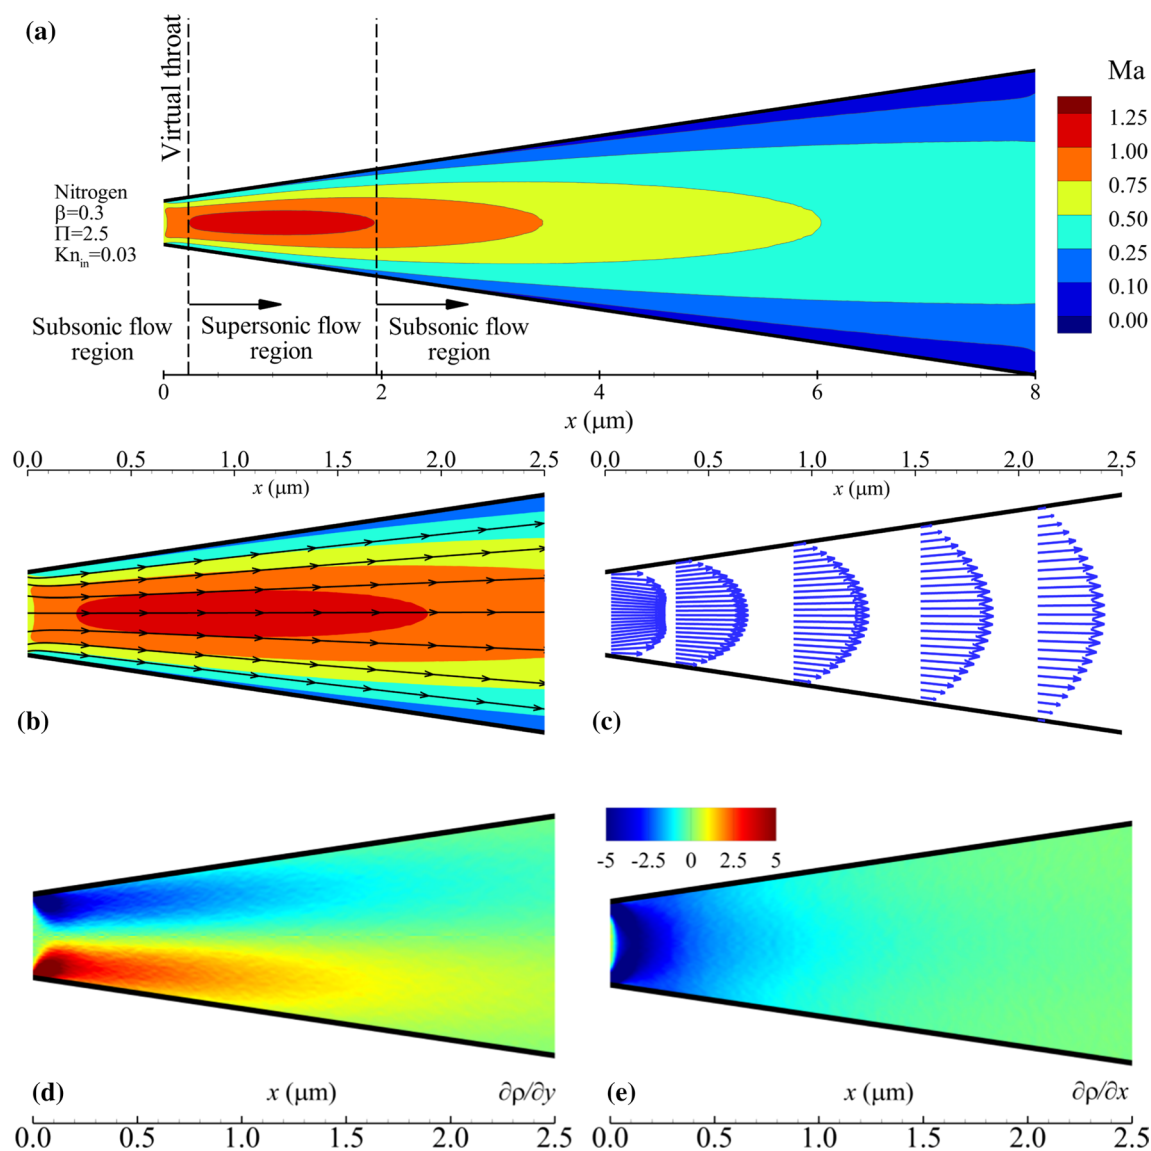 (a)
Virtual throat
Ma
1.25
1.00
0.75
0.50
0.25
0.10
0.00
Nitrogen
β=0.3
Π=2.5
Knin=0.03
Subsonic flow
region
Supersonic flow
region
Subsonic flow
region
0 2 4 6 8
x (μm)
0.0 0.5 1.0 1.5 2.0 2.5
x (μm)
(b)
0.0 0.5 1.0 1.5 2.0 2.5
x (μm)
(c)
-5 -2.5 0 2.5 5
(d) x (μm) ∂ρ/∂y
0.0 0.5 1.0 1.5 2.0 2.5
(e) x (μm) ∂ρ/∂x
0.0 0.5 1.0 1.5 2.0 2.5